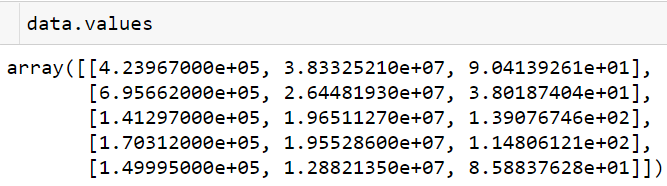 data.values
array([[4.23967000e+05, 3.83325210e+07, 9.04139261e+01],
[6.95662000e+05, 2.64481930e+07, 3.80187404e+01],
[1.41297000e+05, 1.96511270e+07, 1.39076746e+02],
[1.70312000e+05, 1.95528600e+07, 1.14806121e+02],
[1.49995000e+05, 1.28821350e+07, 8.58837628e+01]])